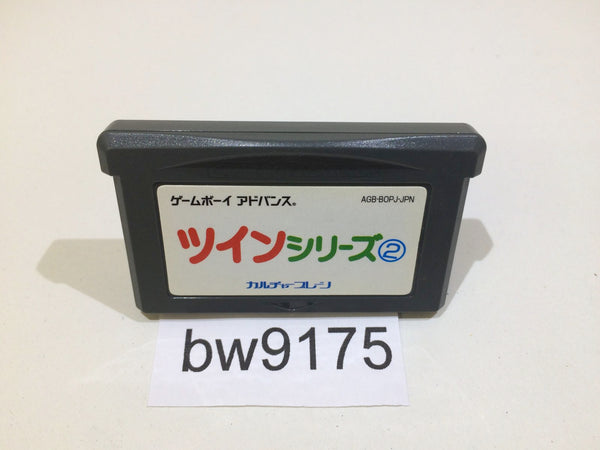 ゲームボーイ アドバンス®
AGB-BOPJ-JPN
ツインシリーズ②
カルチャーブレーン
bw9175